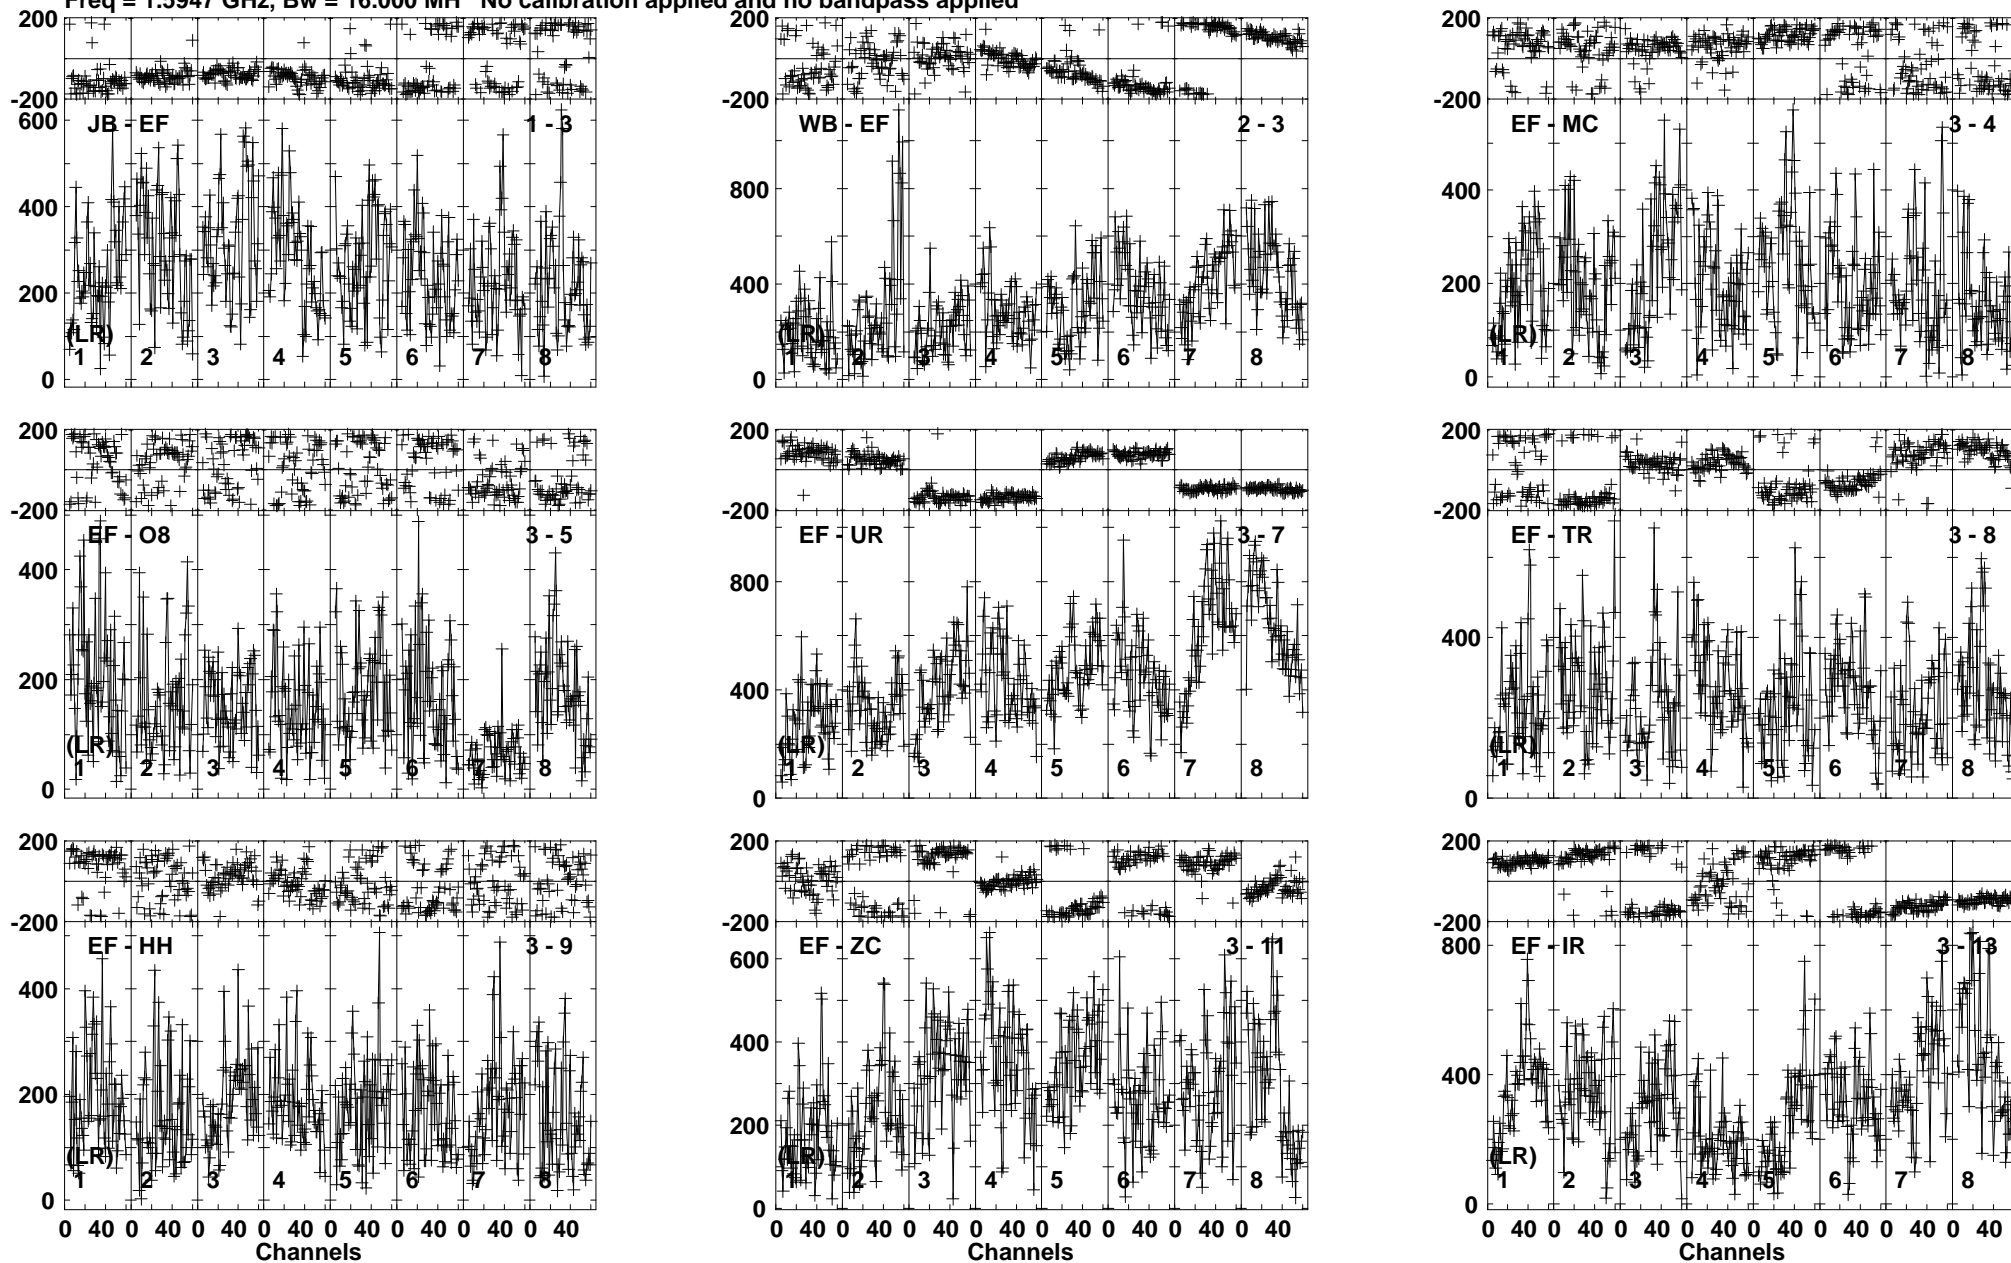 Freq = 1.5947 GHz, Bw = 16.000 MH No calibration applied and no bandpass applied
200
-200
600
400
200
0
JB - EF
1 - 3
(LR)
1 2 3 4 5 6 7 8
200
-200
800
400
0
WB - EF
2 - 3
(LR)
1 2 3 4 5 6 7 8
200
-200
400
200
0
EF - MC
3 - 4
(LR)
1 2 3 4 5 6 7 8
200
-200
400
200
0
EF - O8
3 - 5
(LR)
1 2 3 4 5 6 7 8
200
-200
800
400
0
EF - UR
3 - 7
(LR)
1 2 3 4 5 6 7 8
200
-200
400
0
EF - TR
3 - 8
(LR)
1 2 3 4 5 6 7 8
200
-200
400
200
0
EF - HH
3 - 9
(LR)
1 2 3 4 5 6 7 8
0 40 0 40 0 40 0 40 0 40 0 40 0 40 0 40
Channels
200
-200
600
400
200
0
EF - ZC
3 - 11
(LR)
1 2 3 4 5 6 7 8
0 40 0 40 0 40 0 40 0 40 0 40 0 40 0 40
200
-200
800
400
0
EF - IR
3 - 13
(LR)
1 2 3 4 5 6 7 8
0 40 0 40 0 40 0 40 0 40 0 40 0 40 0 40
Channels